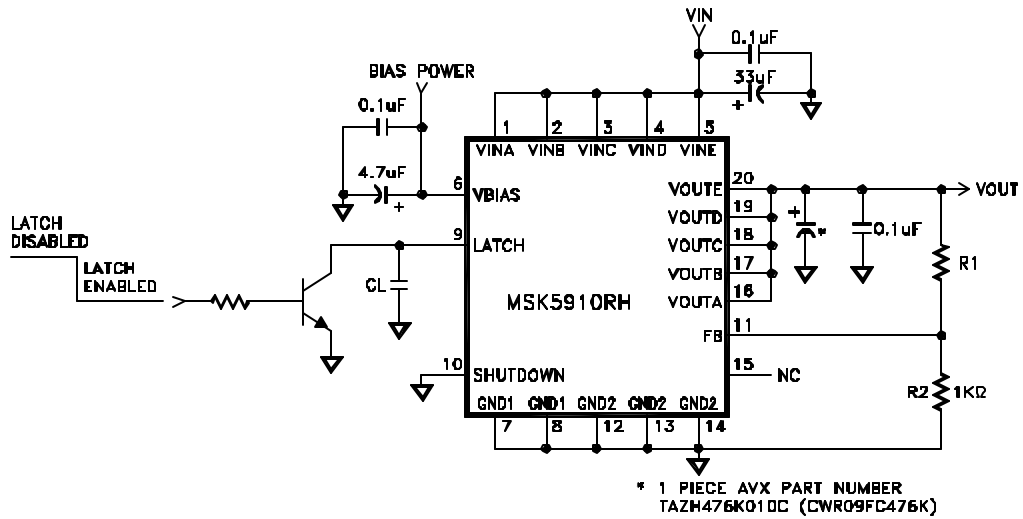 VIN
0.1uF
33uF
+
BIAS POWER
0.1uF
4.7uF
+
1 2 3 4 5
VINA VINB VINC VIND VINE
6 VBIAS
9 LATCH
10 SHUTDOWN
MSK5910RH
VOUTE 20
VOUTD 19
VOUTC 18
VOUTB 17
VOUTA 16
FB 11
15 NC
GND1 GND1 GND2 GND2 GND2
7 8 12 13 14
LATCH
DISABLED
LATCH
ENABLED
CL
VOUT
+
*
0.1uF
R1
R2 1KΩ
* 1 PIECE AVX PART NUMBER
TAZH476K010C (CWR09FC476K)